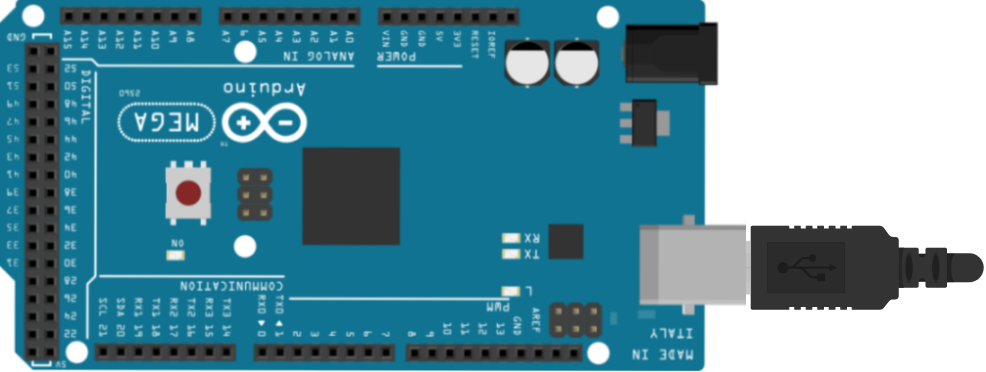 GND
A15 A14 A13 A12 A11 A10 A9 A8
A7 6 A5 A4 A3 A2 A1 A0
VIN GND GND 5V 3V3 RESET IOREF
ANALOG IN
POWER
DIGITAL
53 52
51 50
49 48
47 46
45 44
43 42
41 40
39 38
37 36
35 34
33 32
31 30
28
26
24
22
5V
2560
Arduino
MEGA
TM
ON
RX
TX
L
COMMUNICATION
SCL 21
SDA 20
RX1 19
TX1 18
RX2 17
TX2 16
RX3 15
TX3 14
RX0 0
TX0 1
2 3 4 5 6 7
PWM
8 9 10 11 12 13 GND AREF
MADE IN
ITALY